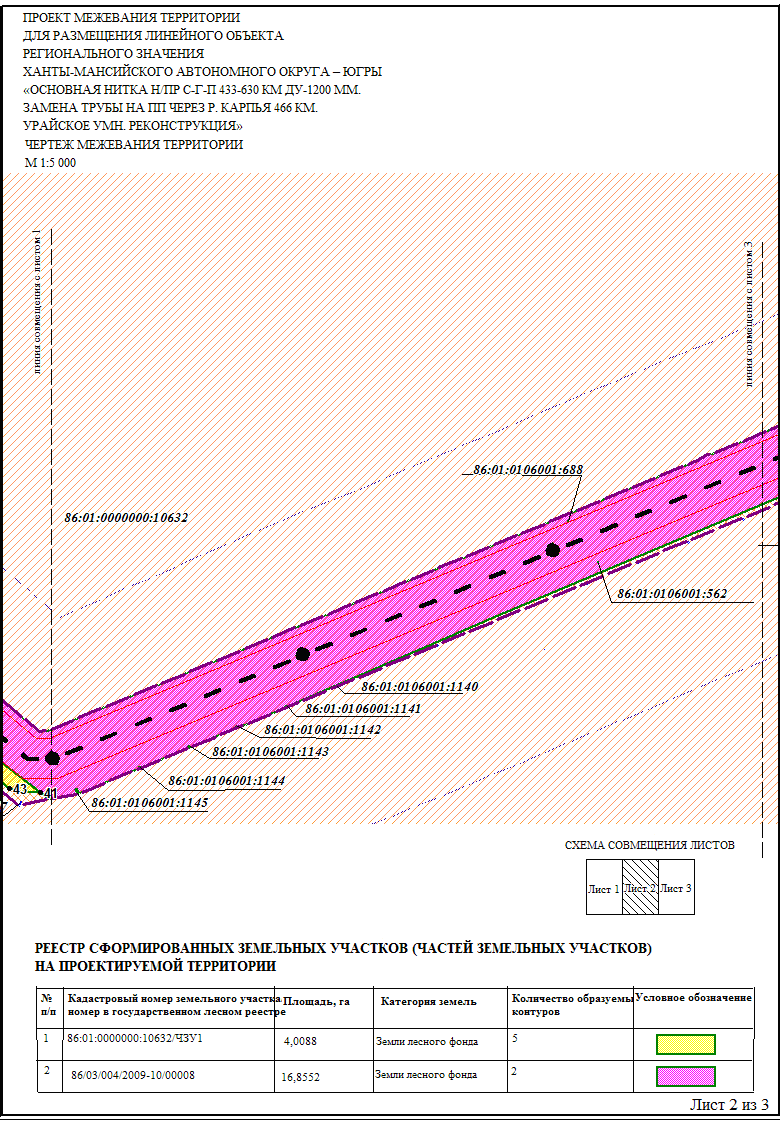 ПРОЕКТ МЕЖЕВАНИЯ ТЕРРИТОРИИ
ДЛЯ РАЗМЕЩЕНИЯ ЛИНЕЙНОГО ОБЪЕКТА
РЕГИОНАЛЬНОГО ЗНАЧЕНИЯ
ХАНТЫ-МАНСИЙСКОГО АВТОНОМНОГО ОКРУГА – ЮГРЫ
«ОСНОВНАЯ НИТКА Н/ПР С-Г-П 433-630 КМ ДУ-1200 ММ.
ЗАМЕНА ТРУБЫ НА ПП ЧЕРЕЗ Р. КАРПЬЯ 466 КМ.
УРАЙСКОЕ УМН. РЕКОНСТРУКЦИЯ»
ЧЕРТЕЖ МЕЖЕВАНИЯ ТЕРРИТОРИИ
М 1:5 000
линия совмещения с листом 1
линия совмещения с листом 3
86:01:0106001:688
86:01:0000000:10632
86:01:0106001:562
86:01:0106001:1140
86:01:0106001:1141
86:01:0106001:1142
86:01:0106001:1143
86:01:0106001:1144
86:01:0106001:1145
43
41
7
СХЕМА СОВМЕЩЕНИЯ ЛИСТОВ
Лист 1 Лист 2 Лист 3
РЕЕСТР СФОРМИРОВАННЫХ ЗЕМЕЛЬНЫХ УЧАСТКОВ (ЧАСТЕЙ ЗЕМЕЛЬНЫХ УЧАСТКОВ)
НА ПРОЕКТИРУЕМОЙ ТЕРРИТОРИИ
№ п/п Кадастровый номер земельного участка номер в государственном лесном реестре Площадь, га Категория земель Количество образуемы контуров Условное обозначение
1 86:01:0000000:10632/ЧЗУ1 4,0088 Земли лесного фонда 5
2 86/03/004/2009-10/00008 16,8552 Земли лесного фонда 2
Лист 2 из 3